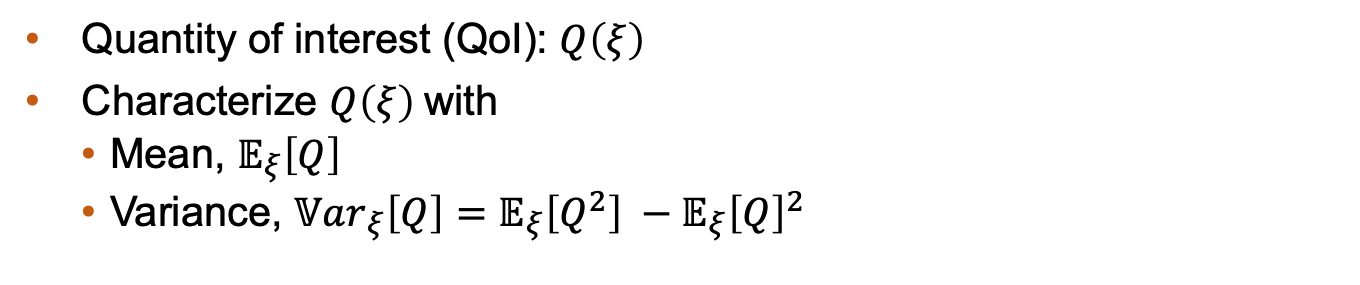 • Quantity of interest (QoI): 𝑄(𝜉)
• Characterize 𝑄(𝜉) with
• Mean, 𝔼_𝜉[𝑄]
• Variance, 𝕍𝑎𝑟_𝜉[𝑄] = 𝔼_𝜉[𝑄²] − 𝔼_𝜉[𝑄]²